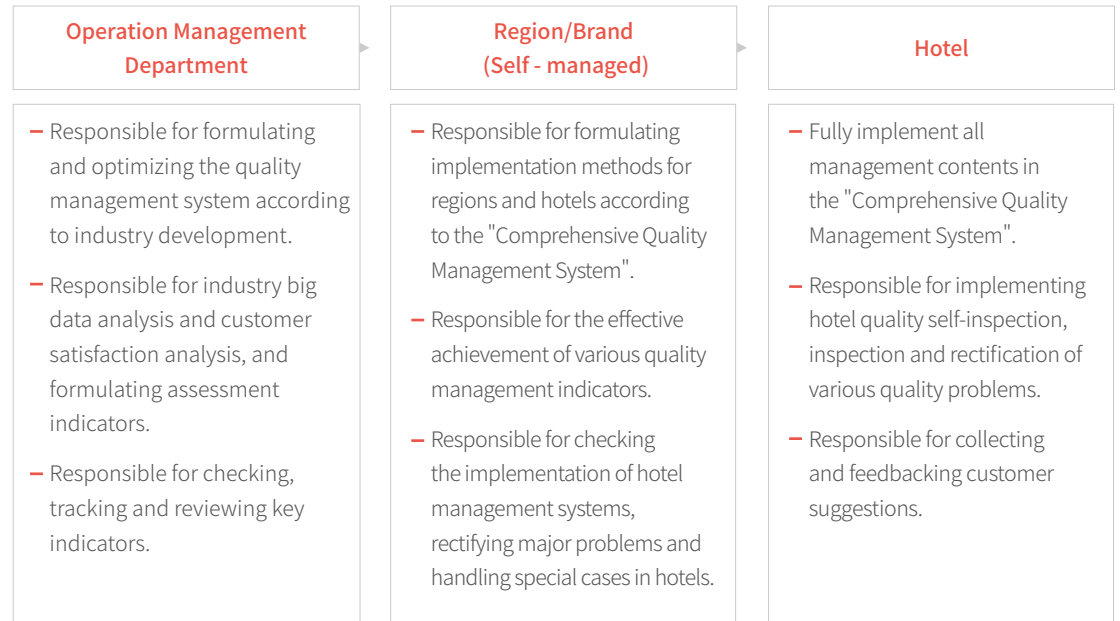 Operation Management
Department
– Responsible for formulating
and optimizing the quality
management system according
to industry development.
– Responsible for industry big
data analysis and customer
satisfaction analysis, and
formulating assessment
indicators.
– Responsible for checking,
tracking and reviewing key
indicators.
Region/Brand
(Self - managed)
– Responsible for formulating
implementation methods for
regions and hotels according
to the "Comprehensive Quality
Management System".
– Responsible for the effective
achievement of various quality
management indicators.
– Responsible for checking
the implementation of hotel
management systems,
rectifying major problems and
handling special cases in hotels.
Hotel
– Fully implement all
management contents in
the "Comprehensive Quality
Management System".
– Responsible for implementing
hotel quality self-inspection,
inspection and rectification of
various quality problems.
– Responsible for collecting
and feedbacking customer
suggestions.